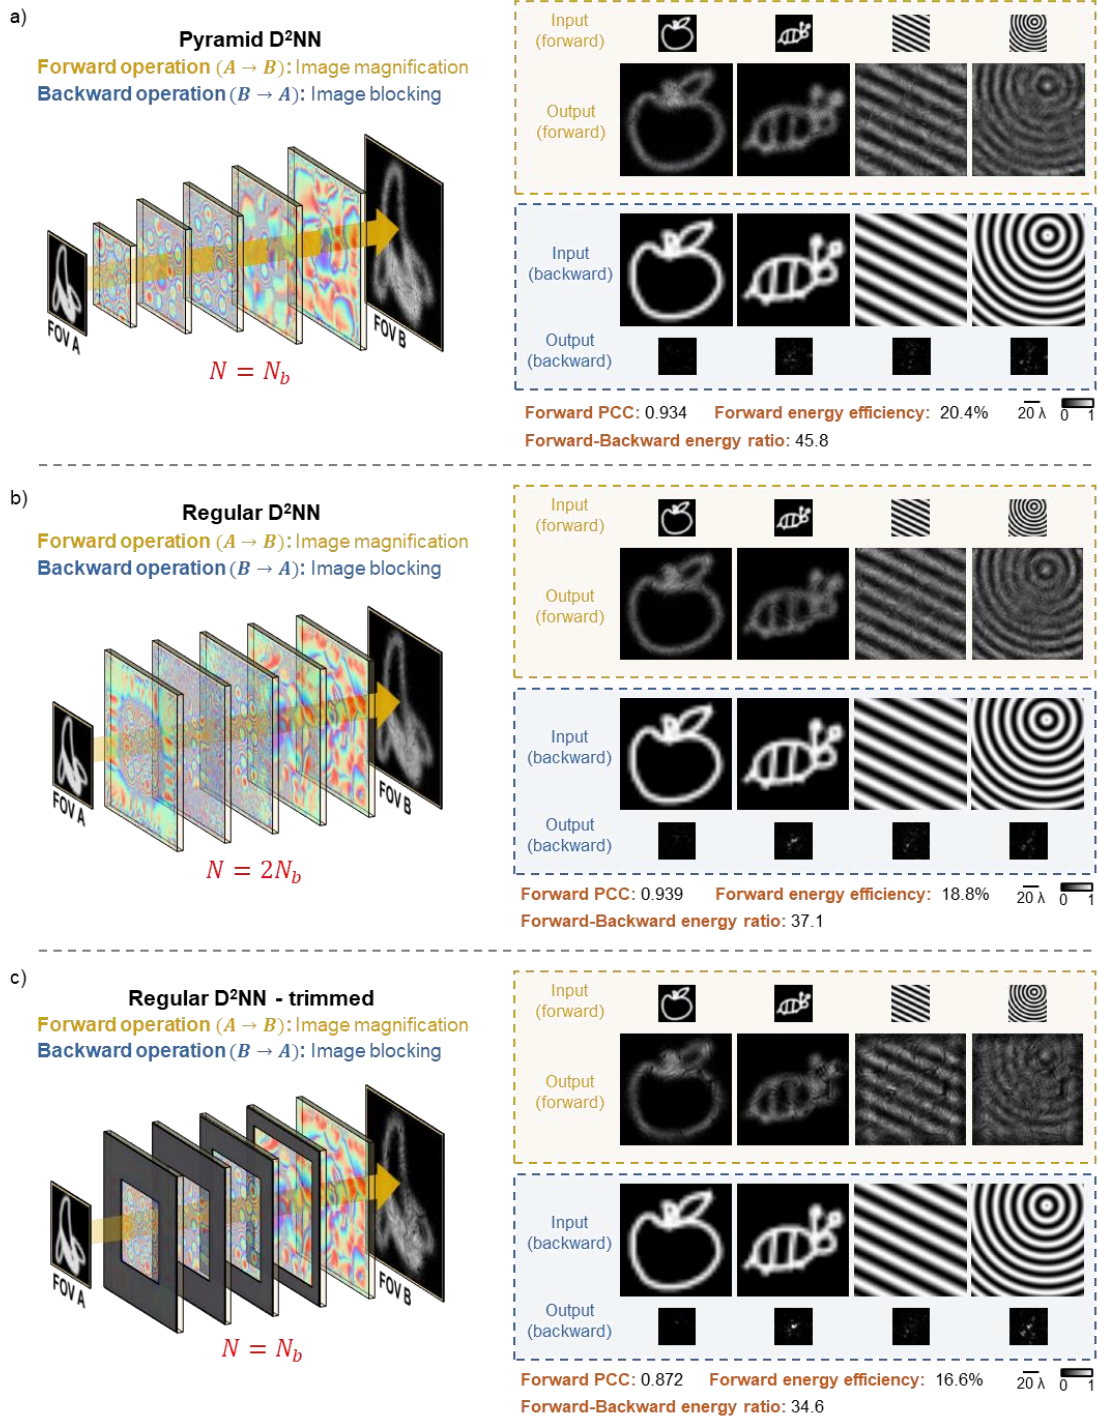 a)
Pyramid D²NN
Forward operation (A → B): Image magnification
Backward operation (B → A): Image blocking
FOV A
FOV B
N = N_b
Input
(forward)
Output
(forward)
Input
(backward)
Output
(backward)
Forward PCC: 0.934 Forward energy efficiency: 20.4% 20 λ 0 1
Forward-Backward energy ratio: 45.8
b)
Regular D²NN
Forward operation (A → B): Image magnification
Backward operation (B → A): Image blocking
FOV A
FOV B
N = 2N_b
Input
(forward)
Output
(forward)
Input
(backward)
Output
(backward)
Forward PCC: 0.939 Forward energy efficiency: 18.8% 20 λ 0 1
Forward-Backward energy ratio: 37.1
c)
Regular D²NN - trimmed
Forward operation (A → B): Image magnification
Backward operation (B → A): Image blocking
FOV A
FOV B
N = N_b
Input
(forward)
Output
(forward)
Input
(backward)
Output
(backward)
Forward PCC: 0.872 Forward energy efficiency: 16.6% 20 λ 0 1
Forward-Backward energy ratio: 34.6